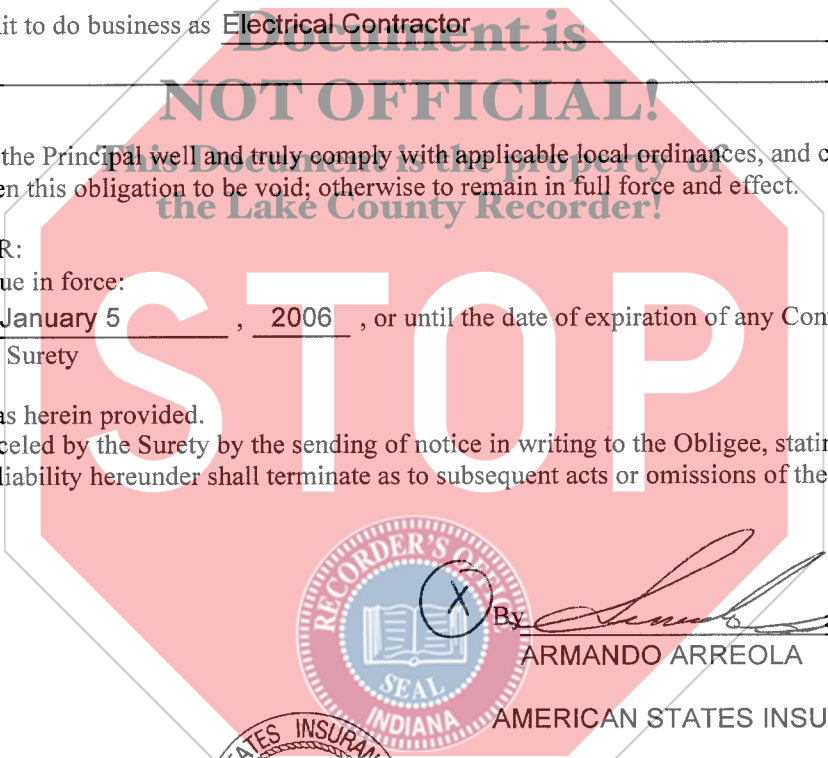 it to do business as Electrical Contractor
Document is
NOT OFFICIAL!
the Principal well and truly comply with applicable local ordinances, and
This Document is the property of
en this obligation to be void; otherwise to remain in full force and effect.
the Lake County Recorder!
R:
ue in force:
January 5 , 2006 , or until the date of expiration of any Con
STOP
Surety
as herein provided.
celed by the Surety by the sending of notice in writing to the Obligee, statin
liability hereunder shall terminate as to subsequent acts or omissions of the
RECORDER'S OFFICE
X
By
SEAL
INDIANA
ARMANDO ARREOLA
AMERICAN STATES INSU
ATES INSURAN